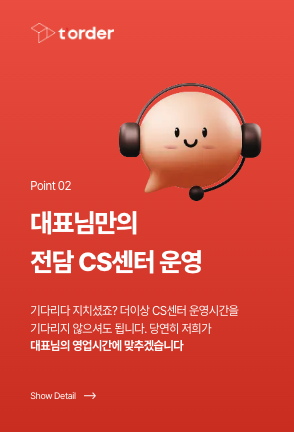 torder
Point 02
대표님만의
전담 CS센터 운영
기다리다 지치셨죠? 더이상 CS센터 운영시간을
기다리지 않으셔도 됩니다. 당연히 저희가
대표님의 영업시간에 맞추겠습니다
Show Detail